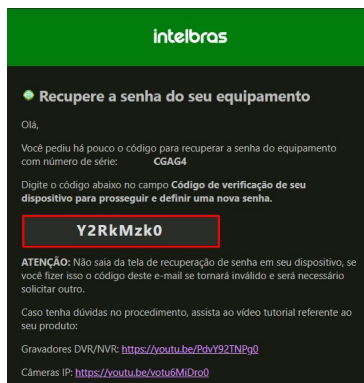 intelbras
Recupere a senha do seu equipamento
Olá,
Você pediu há pouco o código para recuperar a senha do equipamento
com número de série: CGAG4
Digite o código abaixo no campo Código de verificação de seu
dispositivo para prosseguir e definir uma nova senha.
Y2RkMzk0
ATENÇÃO: Não saia da tela de recuperação de senha em seu dispositivo, se
você fizer isso o código deste e-mail se tornará inválido e será necessário
solicitar outro.
Caso tenha dúvidas no procedimento, assista ao vídeo tutorial referente ao
seu produto:
Gravadores DVR/NVR: https://youtu.be/PdvY92TNPg0
Câmeras IP: https://youtu.be/votu6MiDro0